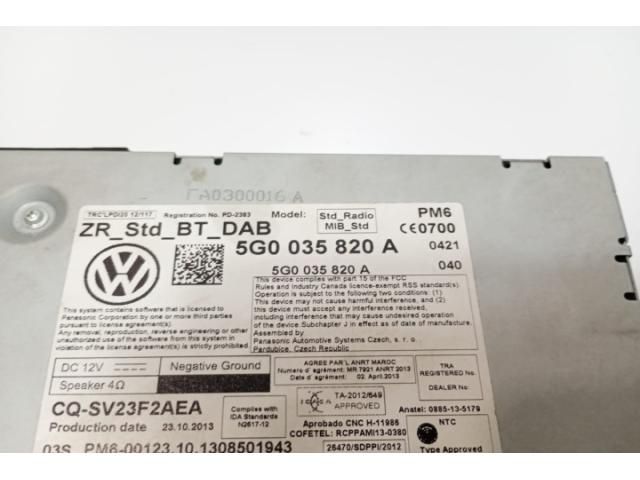 FA0300016 A
TRC/LPD/20 12/117 Registration No. PD-2383 Model: Std_Radio MIB_Std PM6
ZR_Std_BT_DAB CE0700
5G0 035 820 A 0421
5G0 035 820 A 040
This system contains software that is licensed to
Panasonic Corporation by one or more third parties
pursuant to license agreement(s).
Any reproduction, reverse engineering or other
unauthorized use of the software in violation of
the license agreement(s) is prohibited.
This device complies with part 15 of the FCC
Rules and Industry Canada licence-exempt RSS standard(s).
Operation is subject to the following two conditions: (1)
this device may not cause harmful interference, and (2)
this device must accept any interference received,
including interference that may cause undesired operation
of the device.Subchapter J in effect as of date of manufacture.
Panasonic Automotive Systems Czech, s. r. o. Assembled in
Pardubice, Czech Republic
DC 12V Negative Ground
Speaker 4Ω
AGREE PAR L'ANRT MAROC
Numéro d'agrément: MR 7921 ANRT 2013
Date d'agrément: 02. April.2013
TRA
REGISTERED No.
DEALER No.
CQ-SV23F2AEA
Production date 23.10.2013
Complies with
IDA Standards
N2617-12
ICASA
TA-2012/649
APPROVED
Anatel: 0885-13-5179
Aprobado CNC H-11986
COFETEL: RCPPAMI13-0380
NTC
Type Approved
03S PM6-00123.10.1308501943
26470/SDPPI/2012